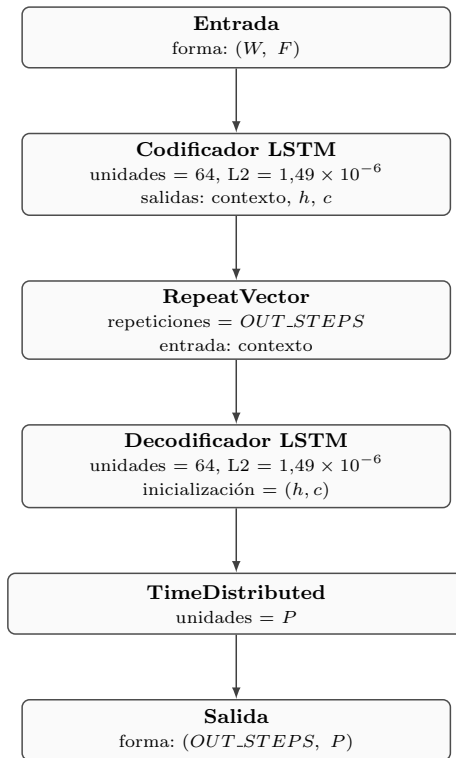 Entrada
forma: (W, F)
Codificador LSTM
unidades = 64, L2 = 1,49 × 10⁻⁶
salidas: contexto, h, c
RepeatVector
repeticiones = OUT_STEPS
entrada: contexto
Decodificador LSTM
unidades = 64, L2 = 1,49 × 10⁻⁶
inicialización = (h, c)
TimeDistributed
unidades = P
Salida
forma: (OUT_STEPS, P)